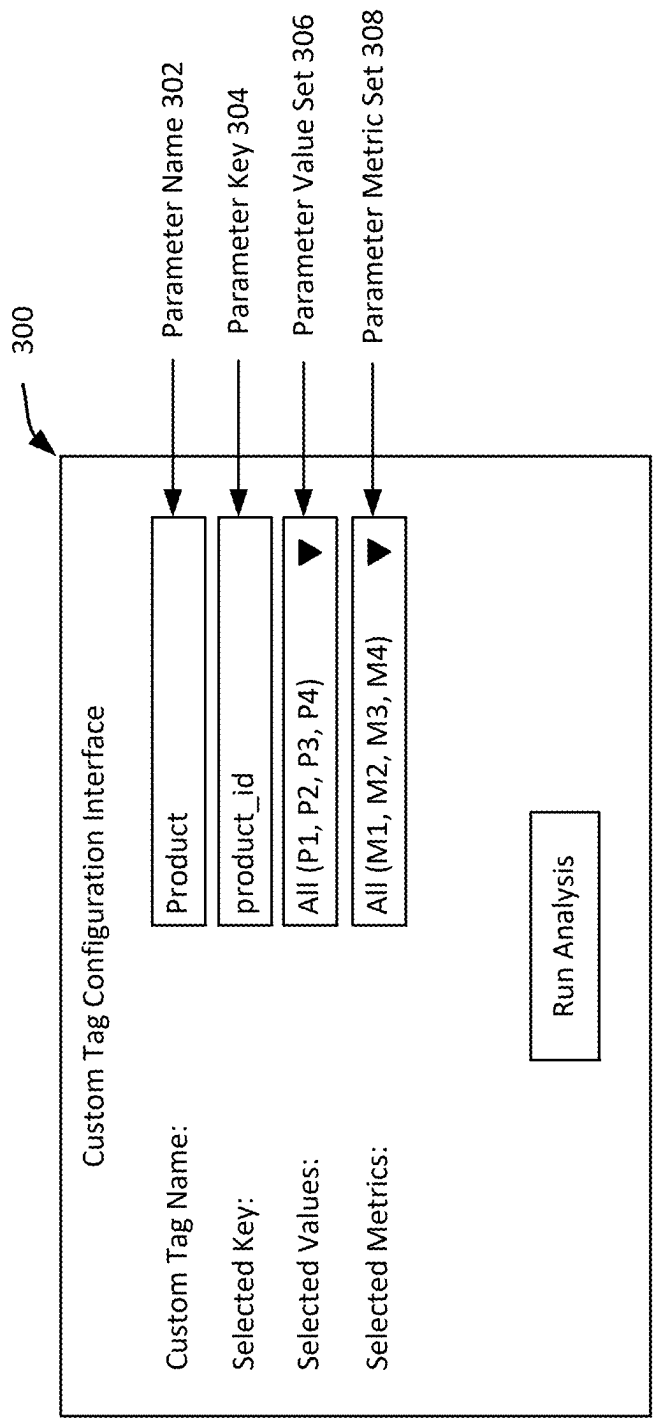 300
Custom Tag Configuration Interface
Custom Tag Name: Product Parameter Name 302
Selected Key: product_id Parameter Key 304
Selected Values: All (P1, P2, P3, P4) Parameter Value Set 306
Selected Metrics: All (M1, M2, M3, M4) Parameter Metric Set 308
Run Analysis